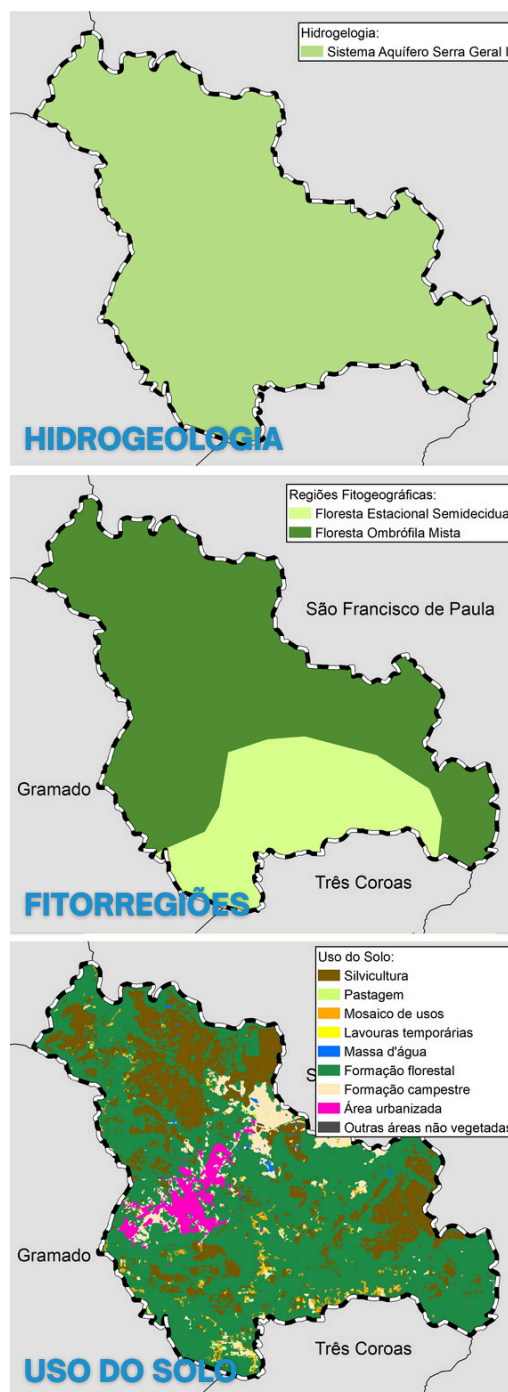 Hidrogelogia:
Sistema Aquífero Serra Geral I
HIDROGEOLOGIA
Regiões Fitogeográficas:
Floresta Estacional Semidecidua
Floresta Ombrófila Mista
São Francisco de Paula
Gramado
Três Coroas
FITORREGIÕES
Uso do Solo:
Silvicultura
Pastagem
Mosaico de usos
Lavouras temporárias
Massa d'água
Formação florestal
S
Formação campestre
Área urbanizada
Outras áreas não vegetadas
Gramado
Três Coroas
USO DO SOLO